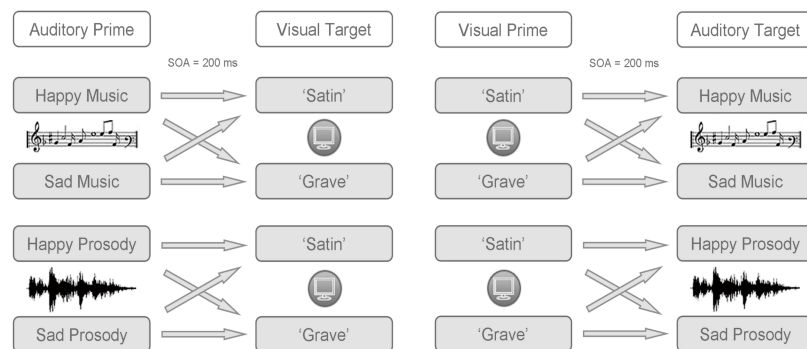 Auditory Prime
Visual Target
SOA = 200 ms
Happy Music
‘Satin’
Sad Music
‘Grave’
Happy Prosody
‘Satin’
Sad Prosody
‘Grave’
Visual Prime
Auditory Target
SOA = 200 ms
‘Satin’
Happy Music
‘Grave’
Sad Music
‘Satin’
Happy Prosody
‘Grave’
Sad Prosody